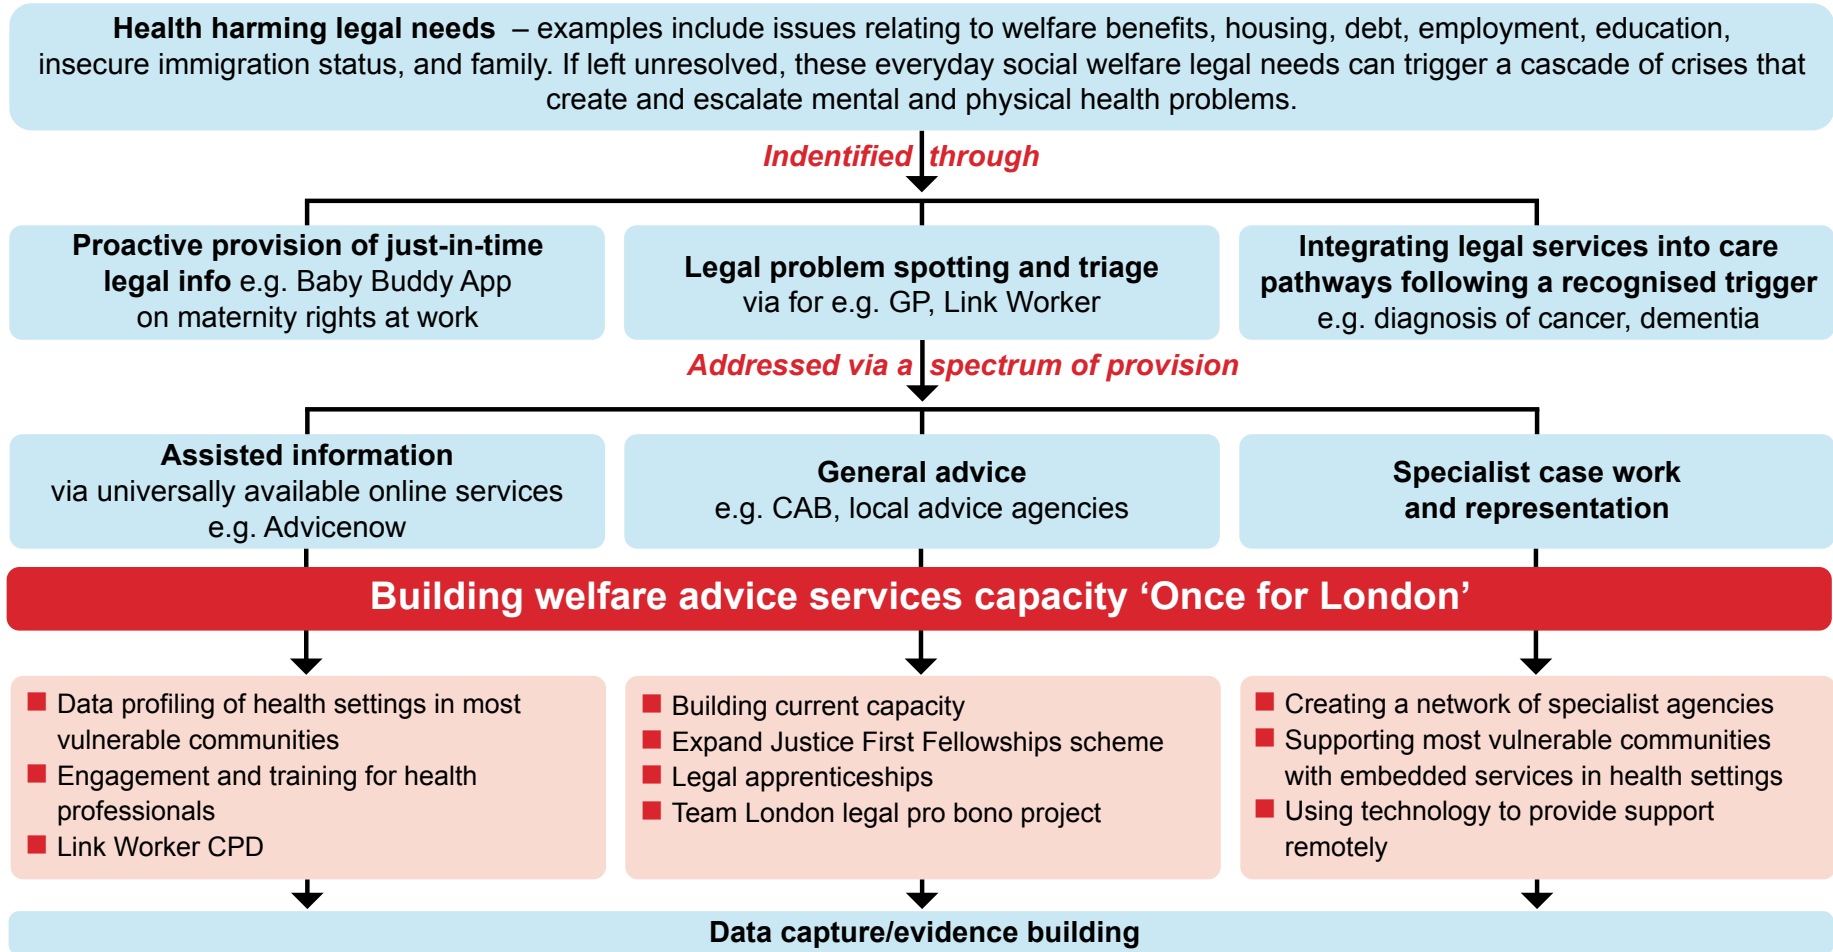 Health harming legal needs – examples include issues relating to welfare benefits, housing, debt, employment, education,
insecure immigration status, and family. If left unresolved, these everyday social welfare legal needs can trigger a cascade of crises that
create and escalate mental and physical health problems.
Indentified through
Proactive provision of just-in-time
legal info e.g. Baby Buddy App
on maternity rights at work
Legal problem spotting and triage
via for e.g. GP, Link Worker
Integrating legal services into care
pathways following a recognised trigger
e.g. diagnosis of cancer, dementia
Addressed via a spectrum of provision
Assisted information
via universally available online services
e.g. Advicenow
General advice
e.g. CAB, local advice agencies
Specialist case work
and representation
Building welfare advice services capacity ‘Once for London’
Data profiling of health settings in most
vulnerable communities
Engagement and training for health
professionals
Link Worker CPD
Building current capacity
Expand Justice First Fellowships scheme
Legal apprenticeships
Team London legal pro bono project
Creating a network of specialist agencies
Supporting most vulnerable communities
with embedded services in health settings
Using technology to provide support
remotely
Data capture/evidence building